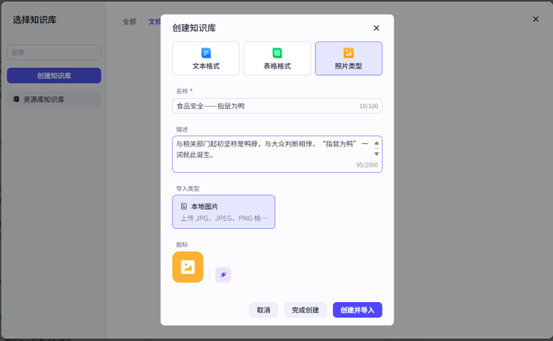 选择知识库
全部 文档
搜索
创建知识库
资源库知识库
创建知识库
文本格式
表格格式
照片类型
名称 *
食品安全——指鼠为鸭
10/100
描述
与相关部门起初坚称是鸭脖，与大众判断相悖，“指鼠为鸭”一
词就此诞生。
95/2000
导入类型
本地图片
上传 JPG，JPEG，PNG 格…
图标
取消
完成创建
创建并导入